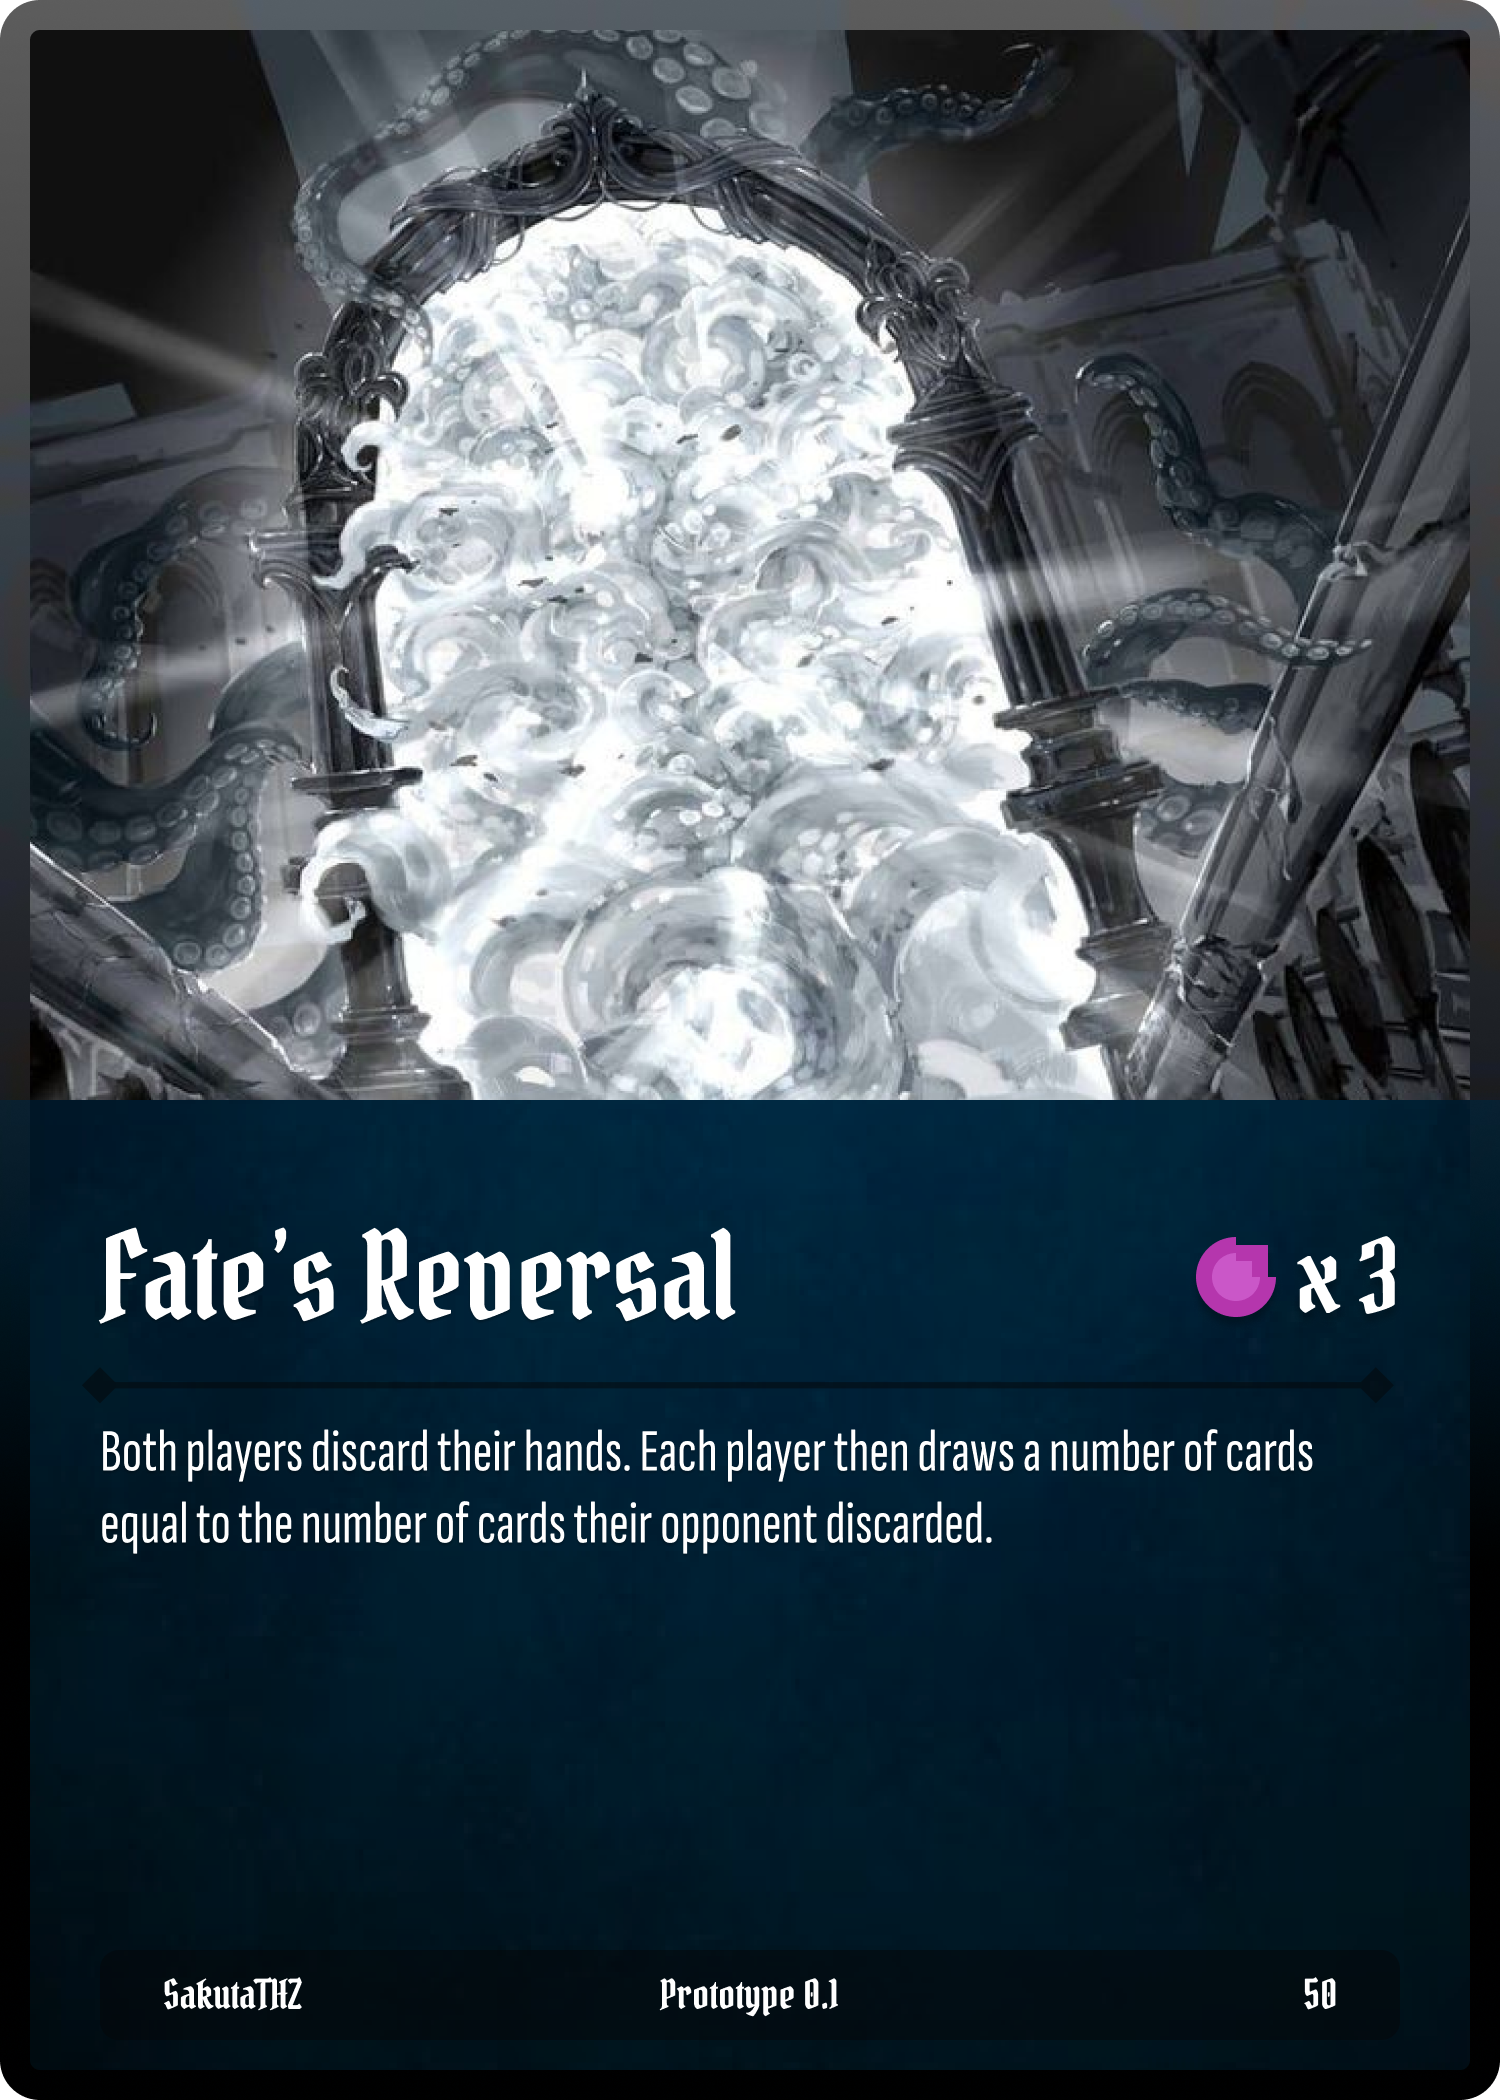 Fate's Reversal
x 3
Both players discard their hands. Each player then draws a number of cards
equal to the number of cards their opponent discarded.
SakutaTHZ
Prototype 0.1
50